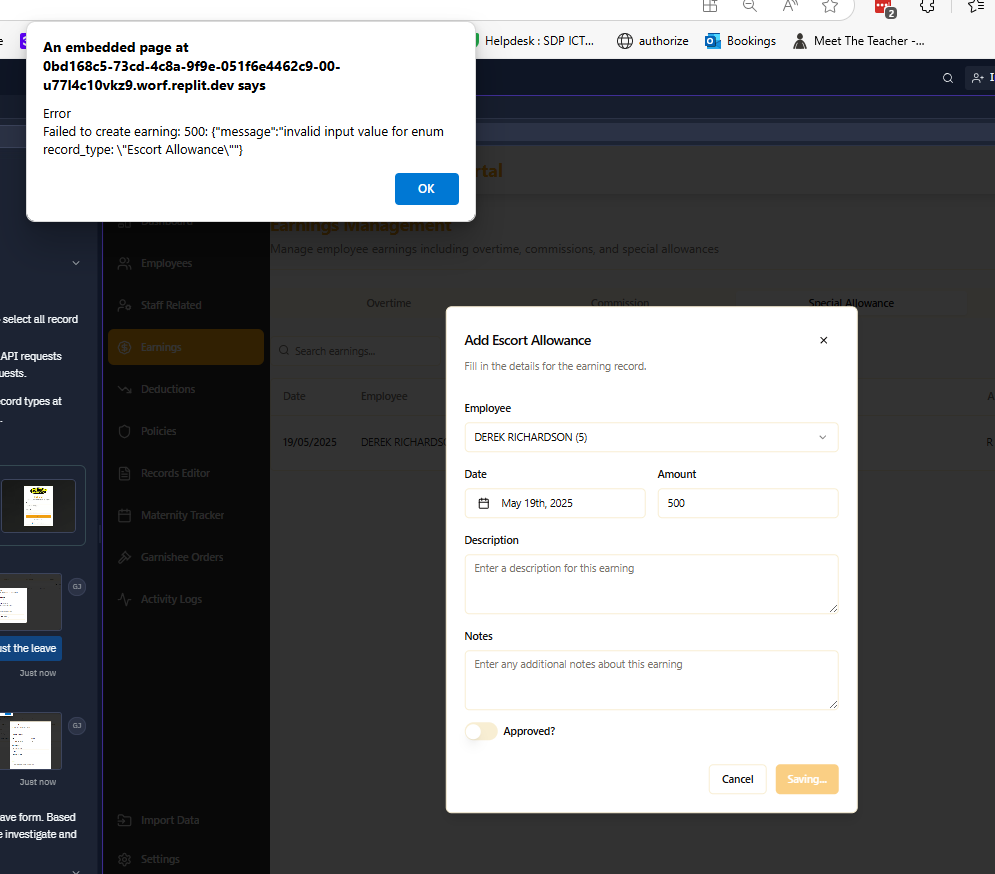 2
Helpdesk : SDP ICT...
authorize
Bookings
Meet The Teacher -...
An embedded page at
0bd168c5-73cd-4c8a-9f9e-051f6e4462c9-00-
u77l4c10vkz9.worf.replit.dev says
Error
Failed to create earning: 500: {"message":"invalid input value for enum
record_type: \"Escort Allowance\""}
OK
rtal
Dashboard
Earnings Management
Manage employee earnings including overtime, commissions, and special allowances
Employees
Staff Related
Earnings
Deductions
Policies
Records Editor
Maternity Tracker
Garnishee Orders
Activity Logs
Import Data
Settings
Overtime
Commission
Special Allowance
Search earnings...
Date
Employee
A
19/05/2025
DEREK RICHARDSO
R
Add Escort Allowance
Fill in the details for the earning record.
Employee
DEREK RICHARDSON (5)
Date
Amount
May 19th, 2025
500
Description
Enter a description for this earning
Notes
Enter any additional notes about this earning
Approved?
Cancel
Saving...
select all record
API requests
uests.
cord types at
GJ
ust the leave
Just now
GJ
Just now
ave form. Based
e investigate and